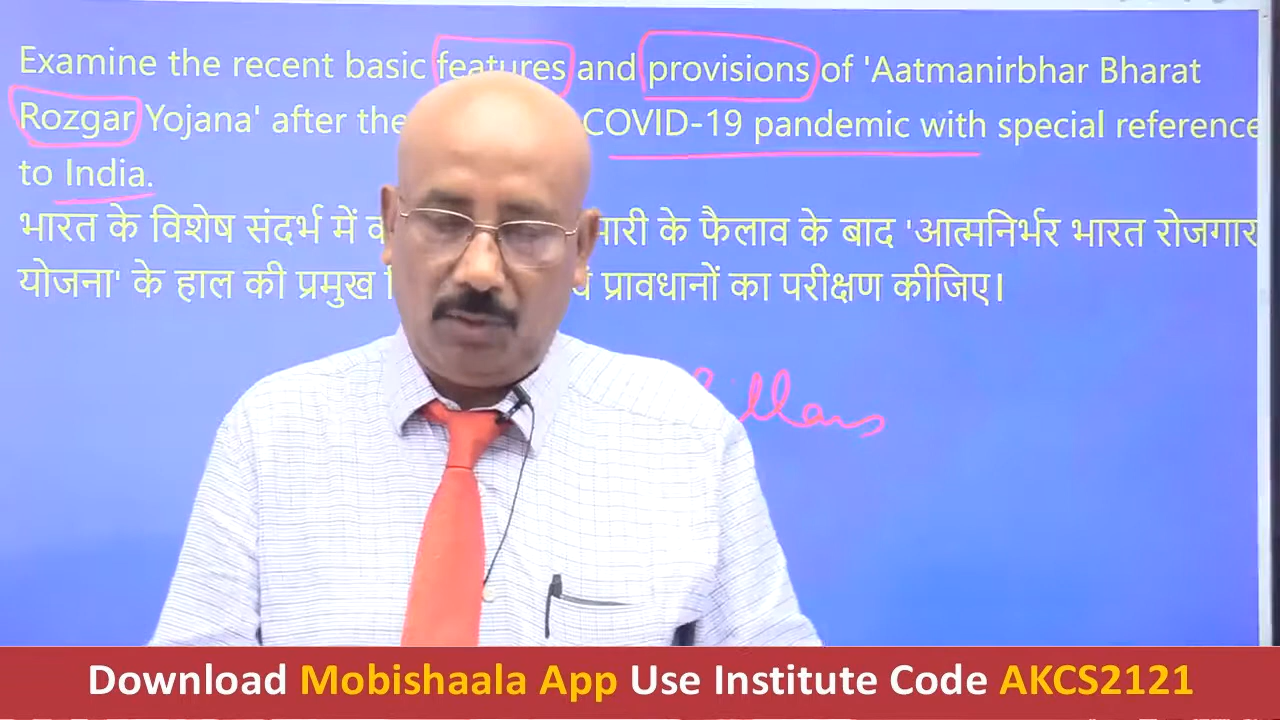 Examine the recent basic features and provisions of 'Aatmanirbhar Bharat
Rozgar Yojana' after the COVID-19 pandemic with special reference
to India.
भारत के विशेष संदर्भ में मारी के फैलाव के बाद 'आत्मनिर्भर भारत रोजगार
योजना' के हाल की प्रमुख प्रावधानों का परीक्षण कीजिए।
Download Mobishaala App Use Institute Code AKCS2121